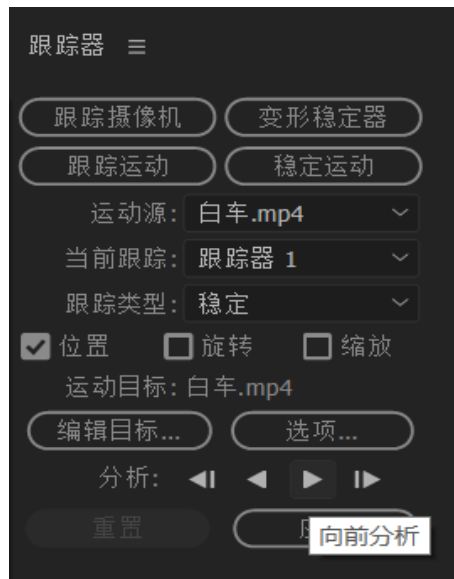 跟踪器
跟踪摄像机 变形稳定器
跟踪运动 稳定运动
运动源: 白车.mp4
当前跟踪: 跟踪器 1
跟踪类型: 稳定
位置 旋转 缩放
运动目标: 白车.mp4
编辑目标... 选项...
分析:
重置
向前分析